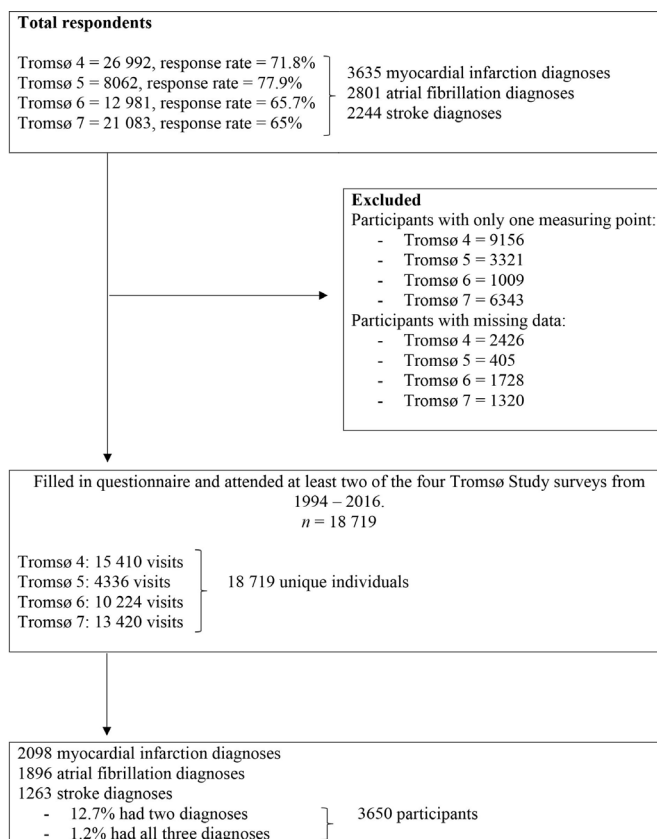 Total respondents
Tromsø 4 = 26 992, response rate = 71.8%
Tromsø 5 = 8062, response rate = 77.9%
Tromsø 6 = 12 981, response rate = 65.7%
Tromsø 7 = 21 083, response rate = 65%
3635 myocardial infarction diagnoses
2801 atrial fibrillation diagnoses
2244 stroke diagnoses
Excluded
Participants with only one measuring point:
- Tromsø 4 = 9156
- Tromsø 5 = 3321
- Tromsø 6 = 1009
- Tromsø 7 = 6343
Participants with missing data:
- Tromsø 4 = 2426
- Tromsø 5 = 405
- Tromsø 6 = 1728
- Tromsø 7 = 1320
Filled in questionnaire and attended at least two of the four Tromsø Study surveys from
1994 – 2016.
n = 18 719
Tromsø 4: 15 410 visits
Tromsø 5: 4336 visits
Tromsø 6: 10 224 visits
Tromsø 7: 13 420 visits
18 719 unique individuals
2098 myocardial infarction diagnoses
1896 atrial fibrillation diagnoses
1263 stroke diagnoses
- 12.7% had two diagnoses
- 1.2% had all three diagnoses
3650 participants